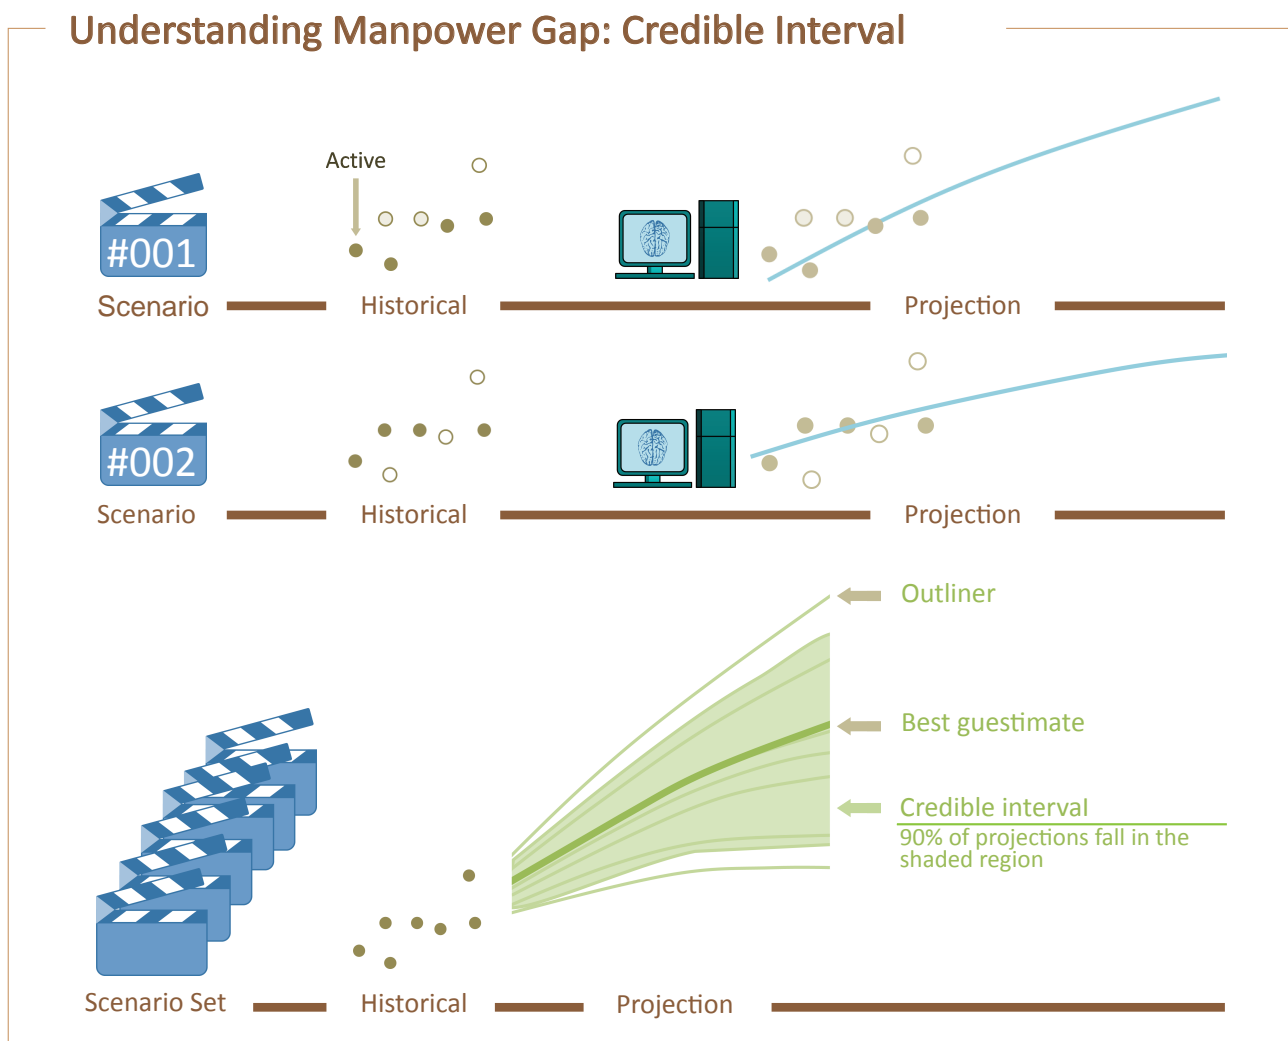 Understanding Manpower Gap: Credible Interval
Active
#001
Scenario
Historical
Projection
#002
Scenario
Historical
Projection
Outliner
Best guestimate
Credible interval
90% of projections fall in the
shaded region
Scenario Set
Historical
Projection